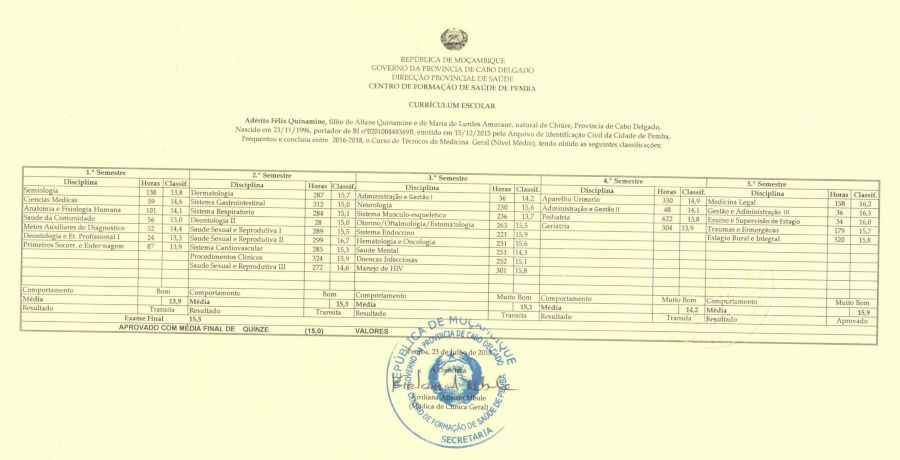 REPÚBLICA DE MOÇAMBIQUE
GOVERNO DA PROVINCIA DE CABO DELGADO
DIRECÇÃO PROVINCIAL DE SAÚDE
CENTRO DE FORMAÇÃO DE SAÚDE DE PEMBA
CURRÍCULUM ESCOLAR
Adérito Félix Quinamine, filho de Alfane Quinamine e de Maria de Lurdes Amurane, natural de Chiúre, Província de Cabo Delgado,
Nascido em 23/11/1996, portador de BI nº020100448369B, emitido em 15/12/2015 pelo Arquivo de Identificação Civil da Cidade de Pemba,
Frequentou e concluiu entre 2016-2018, o Curso de Técnicos de Medicina Geral (Nível Médio), tendo obtido as seguintes classificações:
1.º Semestre
Disciplina Horas Classif.
Semiologia 138 13,8
Ciencias Medicas 59 14,6
Anatomia e Fisiologia Humana 101 14,1
Saude da Comunidade 56 13,0
Meios Auxiliares de Diagnostico 52 14,4
Deontologia e Et. Profissional I 24 13,3
Primeiros Socorr. e Enfermagem 87 13,9
Comportamento Bom
Média 13,9
Resultado Transita
2.º Semestre
Disciplina Horas Classif.
Dermatologia 287 15,7
Sistema Gastrointestinal 312 15,0
Sistema Respiratorio 284 15,1
Deontologia II 28 15,0
Saude Sexual e Reprodutiva I 289 15,5
Saude Sexual e Reprodutiva II 299 16,7
Sistema Cardiovascular 285 15,3
Procedimentos Clinicos 324 15,9
Saude Sexual e Reprodutiva III 272 14,6
Comportamento Bom
Média 15,3
Resultado Transita
3.º Semestre
Disciplina Horas Classif.
Administração e Gestão I 36 14,2
Neurologia 230 15,6
Sistema Musculo-esqueletico 236 13,7
Otorino/Oftalmologia/Estomatologia 263 15,5
Sistema Endocrino 221 15,9
Hematologia e Oncologia 231 15,6
Saude Mental 251 14,3
Doencas Infecciosas 252 15,1
Manejo de HIV 301 15,8
Comportamento Muito Bom
Média 15,1
Resultado Transita
4.º Semestre
Disciplina Horas Classif.
Aparelho Urinario 330 14,9
Administração e Gestão II 48 14,1
Pediatria 622 13,8
Geriatria 304 13,9
Comportamento Muito Bom
Média 14,2
Resultado Transita
5.º Semestre
Disciplina Horas Classif.
Medicina Legal 158 16,2
Gestão e Administração III 36 16,3
Ensino e Supervisão de Estagio 34 16,0
Traumas e Ermergências 179 15,7
Estagio Rural e Integral 320 15,8
Comportamento Muito Bom
Média 15,9
Resultado Aprovado
Exame Final 15,5
APROVADO COM MÉDIA FINAL DE QUINZE (15,0) VALORES
Pemba, 23 de Julho de 2018
A Directora
(Médica de Clínica Geral)
REPÚBLICA DE MOÇAMBIQUE
GOVERNO DA PROVINCIA DE CABO DELGADO
CENTRO DE FORMAÇÃO DE SAÚDE DE PEMBA
SECRETARIA